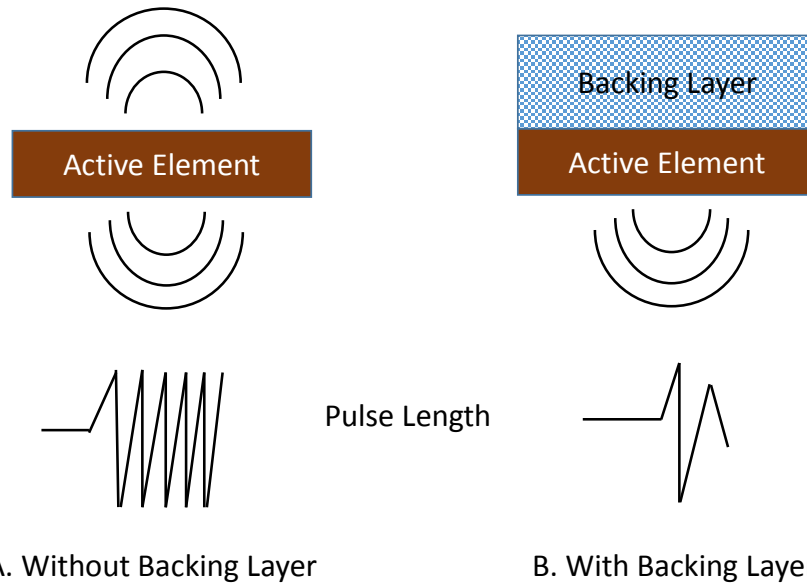 Backing Layer
Active Element
Active Element
Pulse Length
. Without Backing Layer
B. With Backing Laye